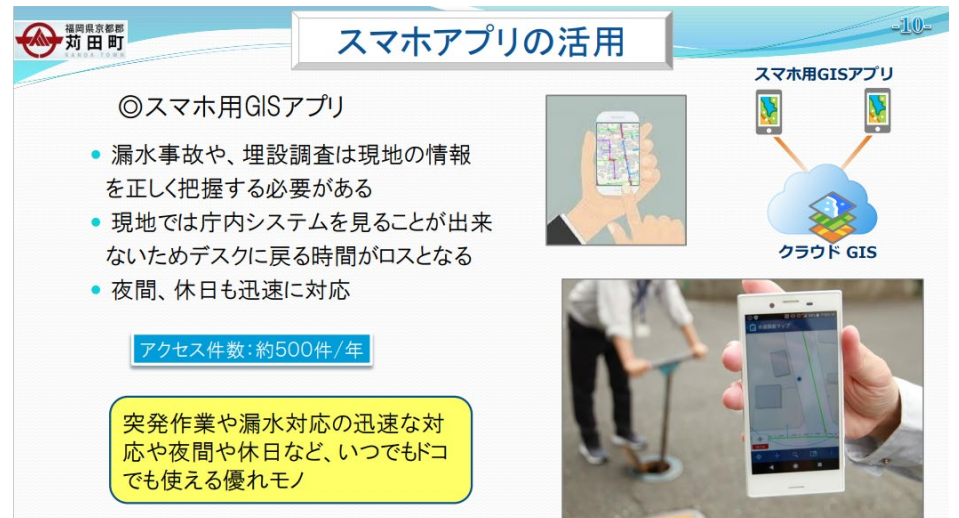 福岡県京都郡
苅田町
KANDA-TOWN
スマホアプリの活用
-10-
◎スマホ用GISアプリ
• 漏水事故や、埋設調査は現地の情報
を正しく把握する必要がある
• 現地では庁内システムを見ることが出来
ないためデスクに戻る時間がロスとなる
• 夜間、休日も迅速に対応
アクセス件数：約500件/年
突発作業や漏水対応の迅速な対
応や夜間や休日など、いつでもドコ
でも使える優れモノ
スマホ用GISアプリ
クラウド GIS